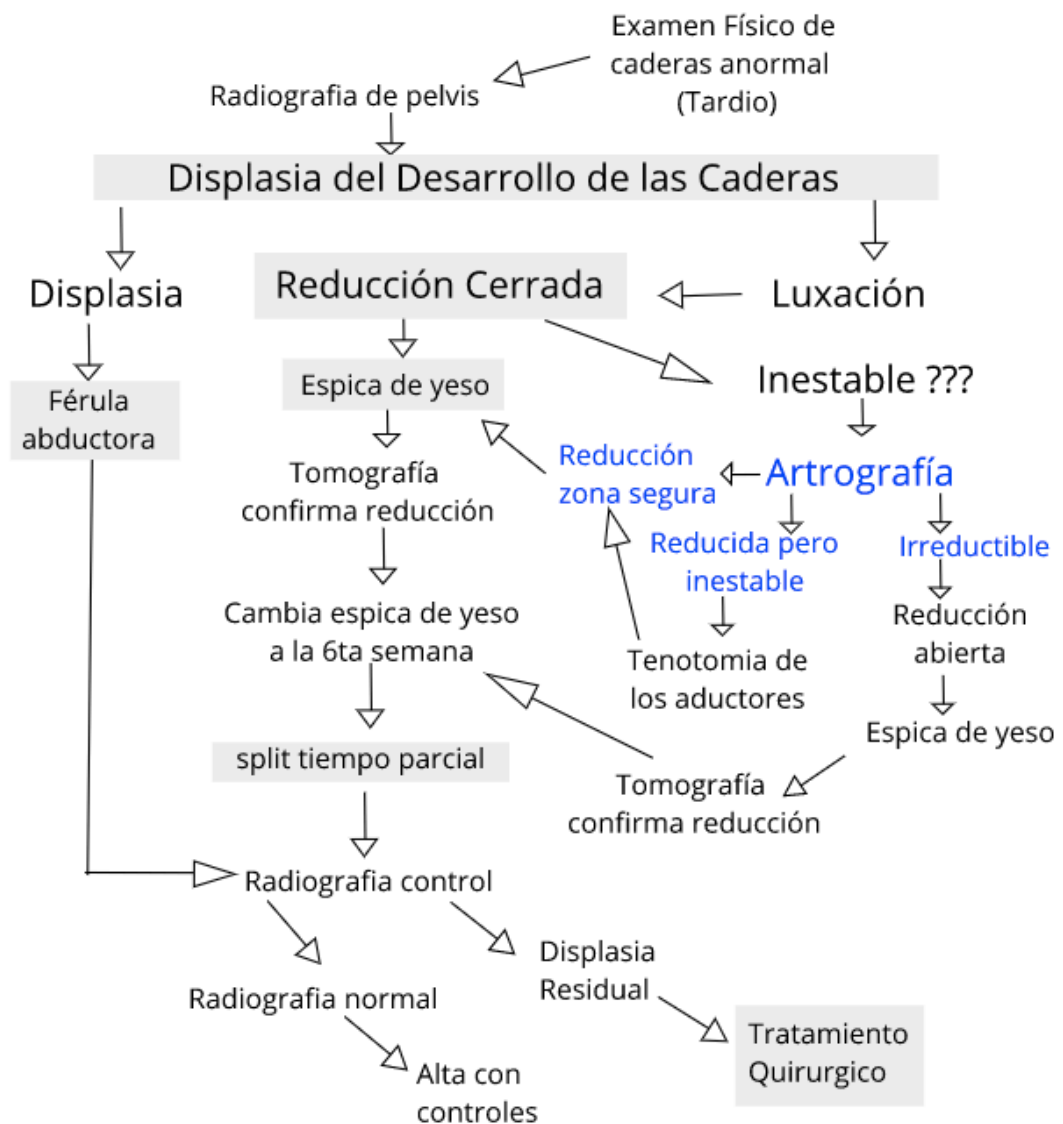 Examen Físico de
caderas anormal
(Tardio)
Radiografia de pelvis
Displasia del Desarrollo de las Caderas
Displasia
Reducción Cerrada
Luxación
Férula
abductora
Espica de yeso
Inestable ???
Tomografía
confirma reducción
Reducción
zona segura
Artrografía
Reducida pero
inestable
Irreductible
Cambia espica de yeso
a la 6ta semana
Tenotomia de
los aductores
Reducción
abierta
Espica de yeso
split tiempo parcial
Tomografía
confirma reducción
Radiografia control
Radiografia normal
Displasia
Residual
Alta con
controles
Tratamiento
Quirurgico